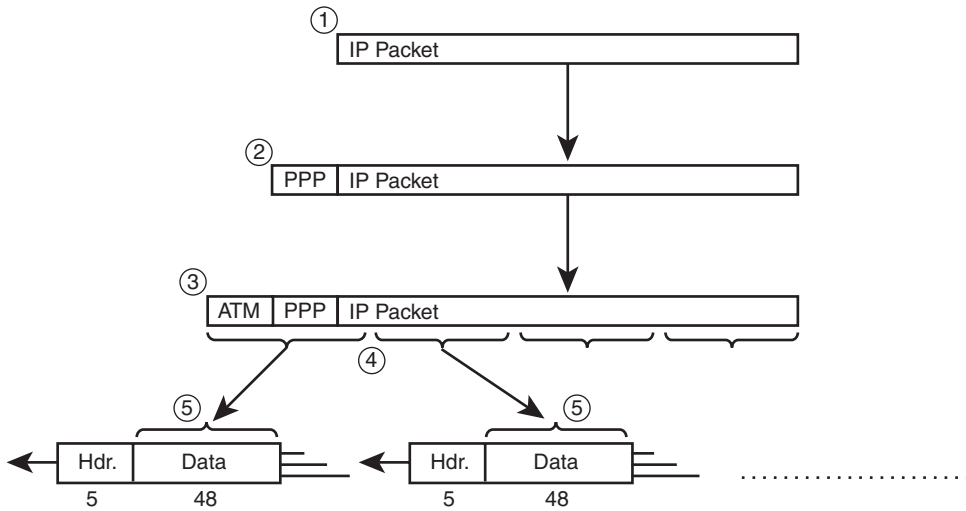 1
IP Packet
2
PPP IP Packet
3
ATM PPP IP Packet
4
5 5
Hdr. Data Hdr. Data
5 48 5 48